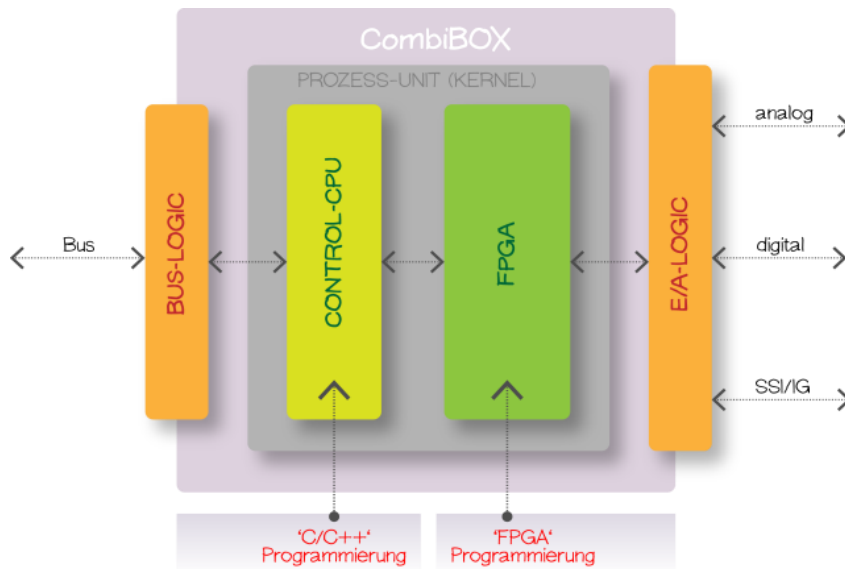 CombiBOX
PROZESS-UNIT (KERNEL)
BUS-LOGIC
CONTROL-CPU
FPGA
E/A-LOGIC
Bus
analog
digital
SSI/IG
'C/C++'
Programmierung
'FPGA'
Programmierung